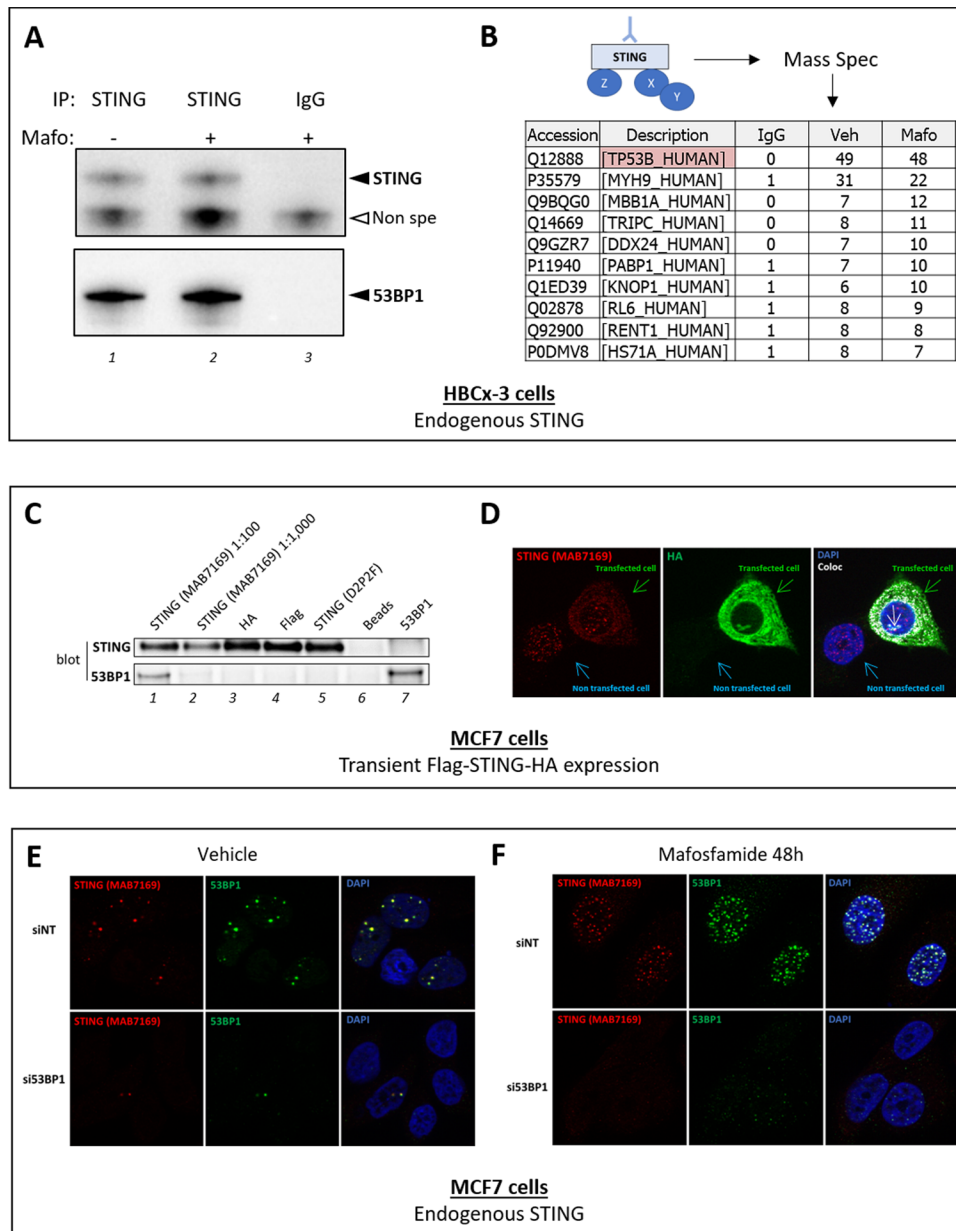 A
IP: STING STING IgG
Mafo: - + +
STING
Non spe
53BP1
1 2 3
B
STING
Z X Y
Mass Spec
Accession Description IgG Veh Mafo
Q12888 [TP53B_HUMAN] 0 49 48
P35579 [MYH9_HUMAN] 1 31 22
Q9BQG0 [MBB1A_HUMAN] 0 7 12
Q14669 [TRIPC_HUMAN] 0 8 11
Q9GZR7 [DDX24_HUMAN] 0 7 10
P11940 [PABP1_HUMAN] 1 7 10
Q1ED39 [KNOP1_HUMAN] 1 6 10
Q02878 [RL6_HUMAN] 1 8 9
Q92900 [RENT1_HUMAN] 1 8 8
P0DMV8 [HS71A_HUMAN] 1 8 7
HBCx-3 cells
Endogenous STING
C
STING (MAB7169) 1:100
STING (MAB7169) 1:1,000
HA
Flag
STING (D2P2F)
Beads
53BP1
blot
STING
53BP1
1 2 3 4 5 6 7
D
STING (MAB7169) HA DAPI
Coloc
Transfected cell Transfected cell Transfected cell
Non transfected cell Non transfected cell Non transfected cell
MCF7 cells
Transient Flag-STING-HA expression
E
Vehicle
STING (MAB7169) 53BP1 DAPI
siNT
STING (MAB7169) 53BP1 DAPI
si53BP1
F
Mafosfamide 48h
STING (MAB7169) 53BP1 DAPI
siNT
STING (MAB7169) 53BP1 DAPI
si53BP1
MCF7 cells
Endogenous STING